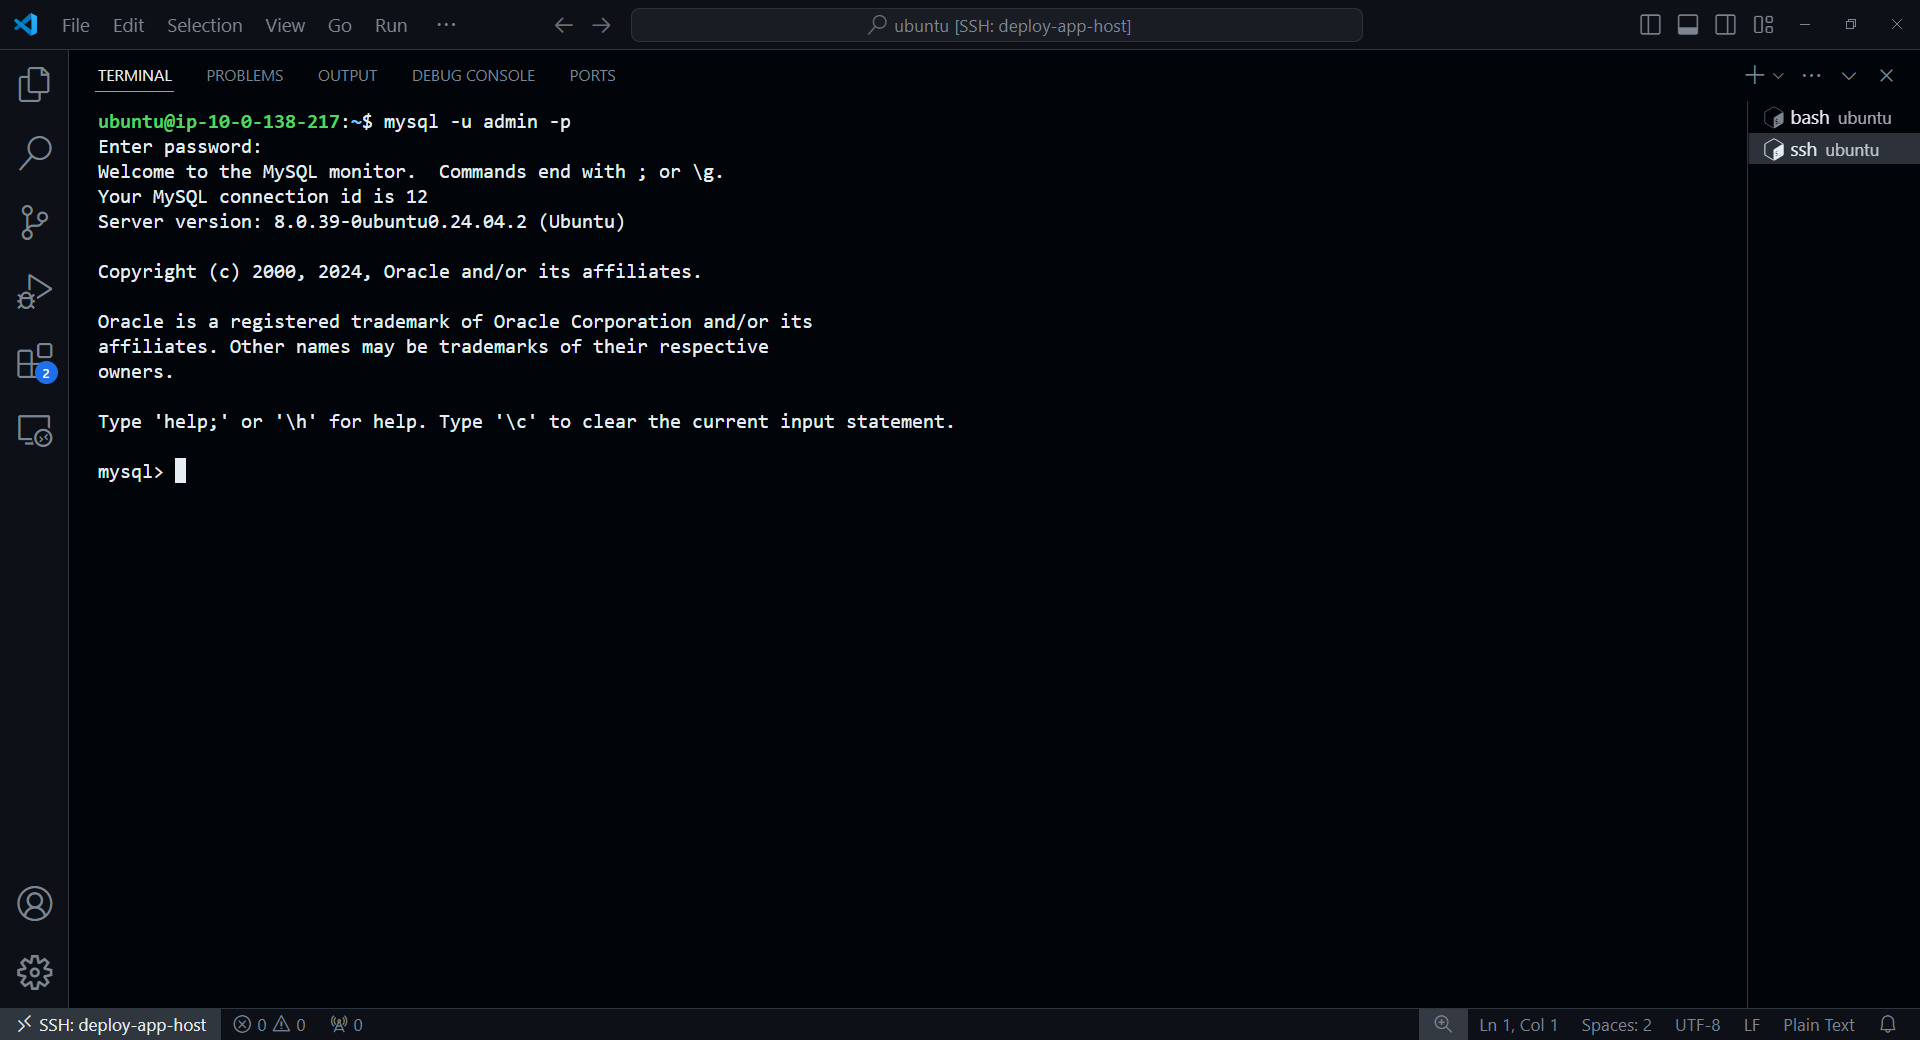 File Edit Selection View Go Run ···
ubuntu [SSH: deploy-app-host]
TERMINAL PROBLEMS OUTPUT DEBUG CONSOLE PORTS
ubuntu@ip-10-0-138-217:~$ mysql -u admin -p
Enter password:
Welcome to the MySQL monitor.  Commands end with ; or \g.
Your MySQL connection id is 12
Server version: 8.0.39-0ubuntu0.24.04.2 (Ubuntu)
Copyright (c) 2000, 2024, Oracle and/or its affiliates.
Oracle is a registered trademark of Oracle Corporation and/or its
affiliates. Other names may be trademarks of their respective
owners.
Type 'help;' or '\h' for help. Type '\c' to clear the current input statement.
mysql>
bash ubuntu
ssh ubuntu
2
SSH: deploy-app-host 0 0 0 Ln 1, Col 1 Spaces: 2 UTF-8 LF Plain Text